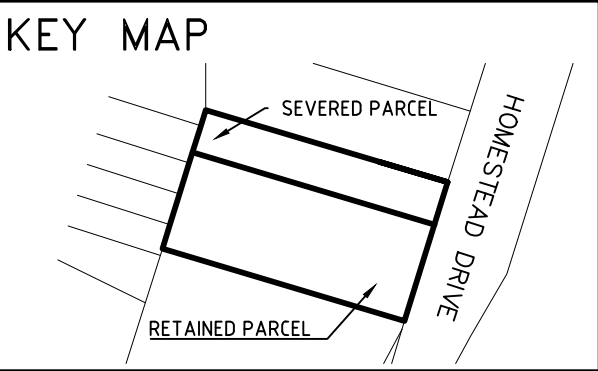 KEY MAP
SEVERED PARCEL
HOMESTEAD DRIVE
RETAINED PARCEL